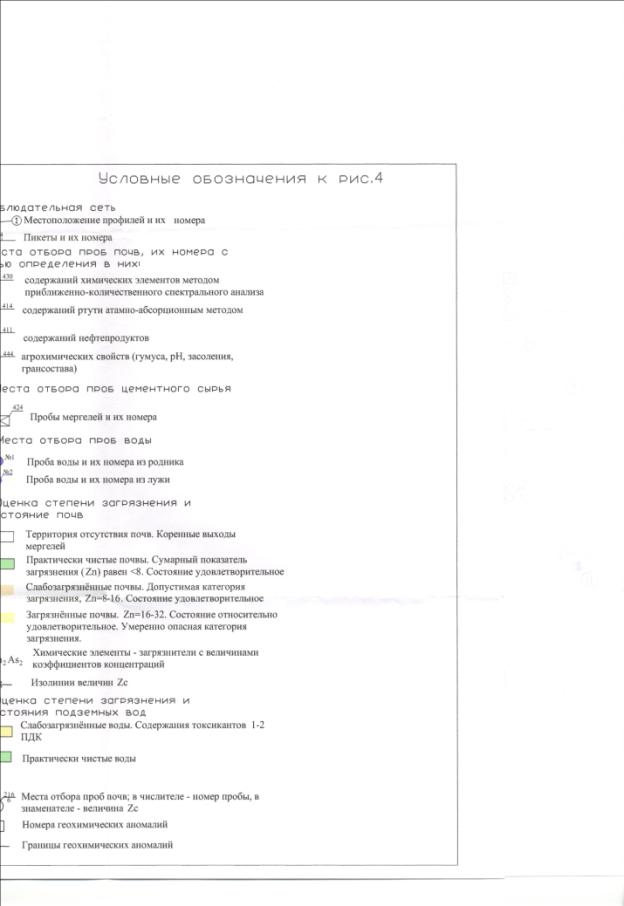 Условные обозначения к рис.4
блюдательная сеть
1 Местоположение профилей и их номера
Пикеты и их номера
ста отбора проб почв, их номера с
ью определения в них:
430 содержаний химических элементов методом
приближенно-количественного спектрального анализа
414 содержаний ртути атамно-абсорционным методом
411
содержаний нефтепродуктов
444 агрохимических свойств (гумуса, pH, засоления,
грансостава)
еста отбора проб цементного сырья
424
Пробы мергелей и их номера
Места отбора проб воды
№1 Проба воды и их номера из родника
№2 Проба воды и их номера из лужи
ценка степени загрязнения и
стояние почв
Территория отсутствия почв. Коренные выходы
мергелей
Практически чистые почвы. Сумарный показатель
загрязнения (Zn) равен <8. Состояние удовлетворительное
Слабозагрязнённые почвы. Допустимая категория
загрязнения, Zn=8-16. Состояние удовлетворительное
Загрязнённые почвы. Zn=16-32. Состояние относительно
удовлетворительное. Умеренно опасная категория
загрязнения.
2 As2 Химические элементы - загрязнители с величинами
коэффициентов концентраций
Изолинии величин Zc
ценка степени загрязнения и
стояния подземных вод
Слабозагрязнённые воды. Содержания токсикантов 1-2
ПДК
Практически чистые воды
216
6 Места отбора проб почв; в числителе - номер пробы, в
знаменателе - величина Zc
Номера геохимических аномалий
Границы геохимических аномалий